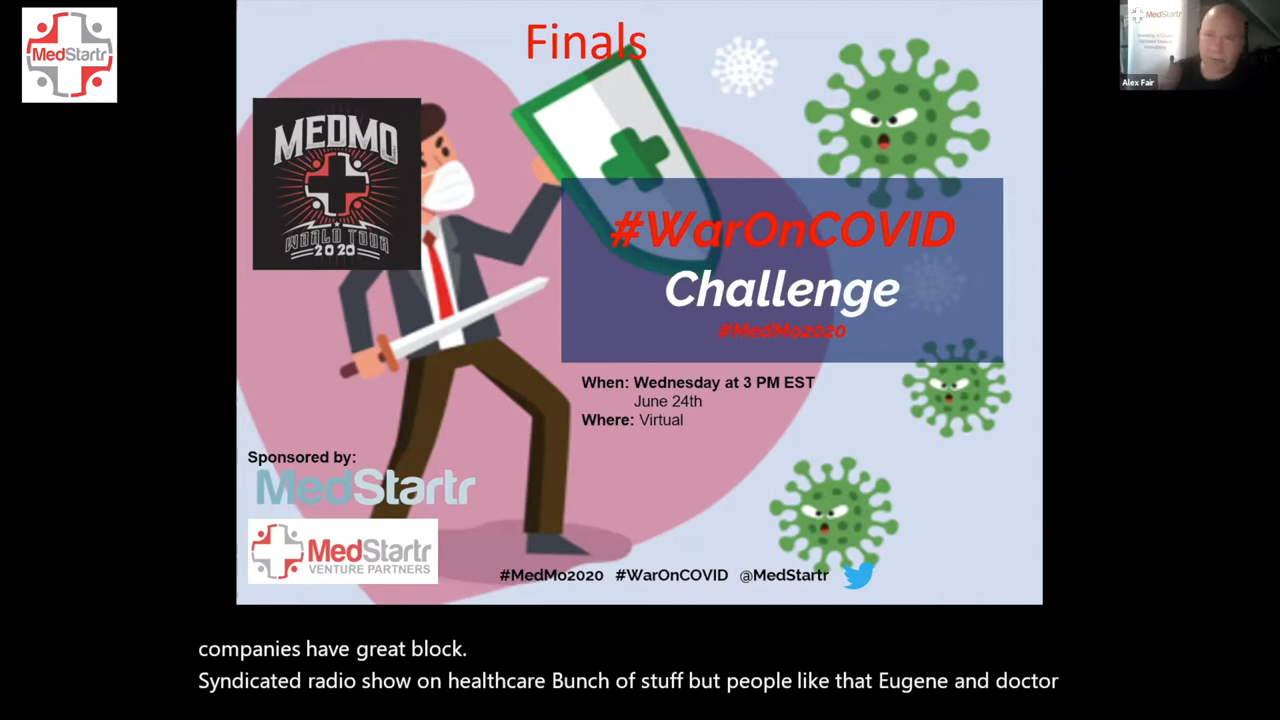 Finals
MedStartr
MedStartr
Alex Fair
MEDMO
WORLD TOUR
2020
#WarOnCOVID
Challenge
#MedMo2020
When: Wednesday at 3 PM EST
June 24th
Where: Virtual
Sponsored by:
MedStartr
MedStartr
VENTURE PARTNERS
#MedMo2020 #WarOnCOVID @MedStartr
companies have great block.
Syndicated radio show on healthcare Bunch of stuff but people like that Eugene and doctor